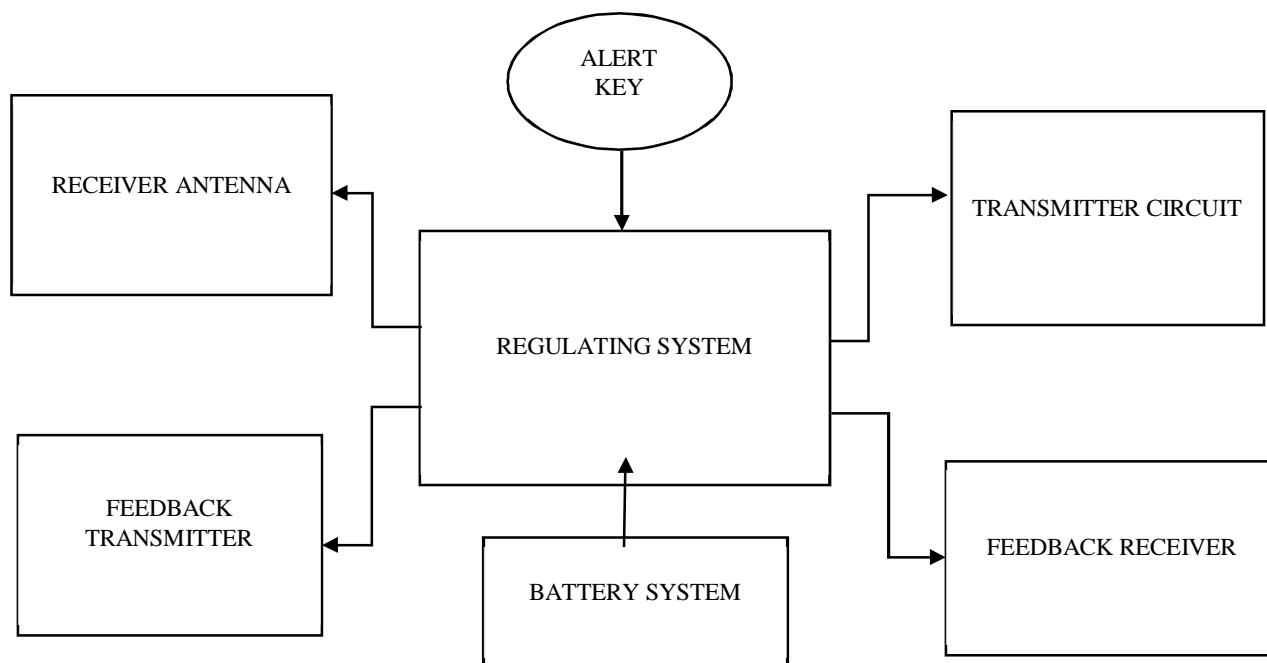 ALERT
KEY
RECEIVER ANTENNA
TRANSMITTER CIRCUIT
REGULATING SYSTEM
FEEDBACK
TRANSMITTER
FEEDBACK RECEIVER
BATTERY SYSTEM